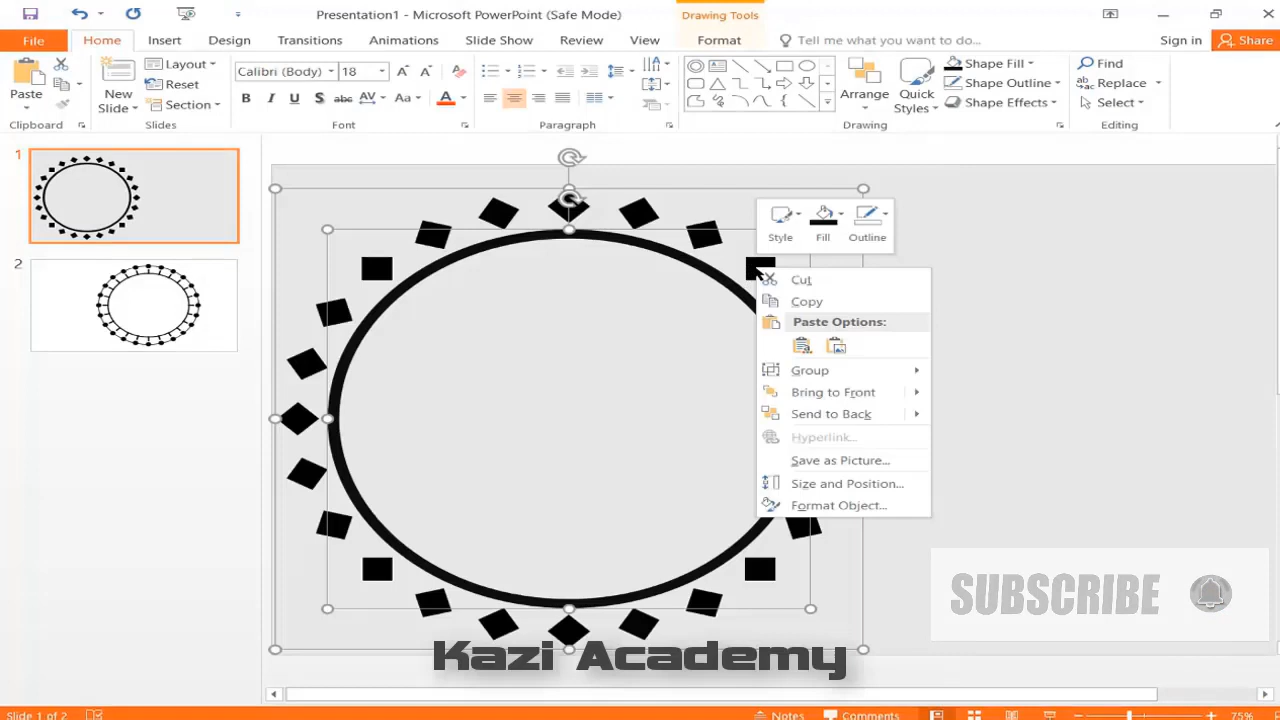 Presentation1 - Microsoft PowerPoint (Safe Mode)
Drawing Tools
File Home Insert Design Transitions Animations Slide Show Review View Format Tell me what you want to do... Sign in Share
Paste
New Slide
Layout
Reset
Section
Calibri (Body) 18
B I U S abc AV Aa A
Arrange
Quick Styles
Shape Fill
Shape Outline
Shape Effects
Find
Replace
Select
Clipboard Slides Font Paragraph Drawing Editing
1
2
Style Fill Outline
Cut
Copy
Paste Options:
Group
Bring to Front
Send to Back
Hyperlink...
Save as Picture...
Size and Position...
Format Object...
SUBSCRIBE
Kazi Academy
Slide 1 of 2 Notes Comments 75%